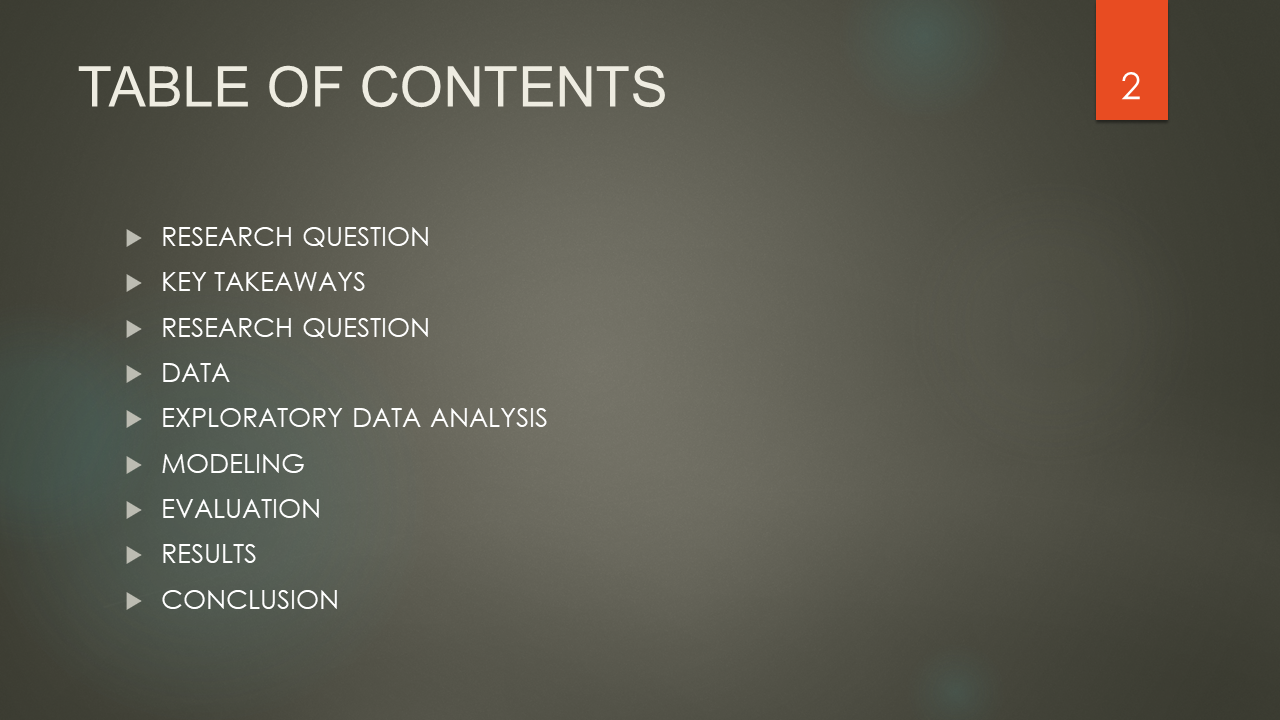 TABLE OF CONTENTS
2
RESEARCH QUESTION
KEY TAKEAWAYS
RESEARCH QUESTION
DATA
EXPLORATORY DATA ANALYSIS
MODELING
EVALUATION
RESULTS
CONCLUSION